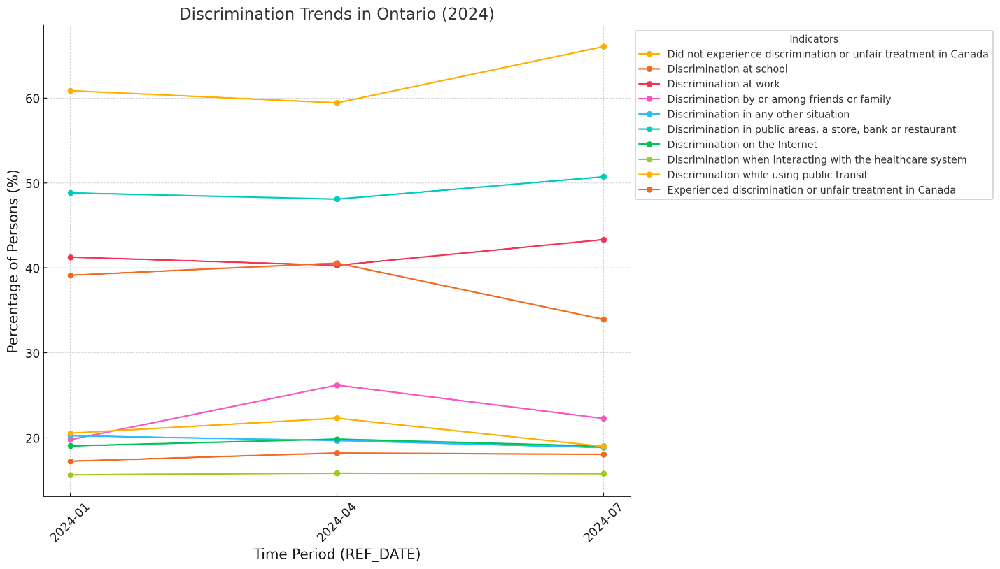 Discrimination Trends in Ontario (2024)
Indicators
Did not experience discrimination or unfair treatment in Canada
Discrimination at school
Discrimination at work
Discrimination by or among friends or family
Discrimination in any other situation
Discrimination in public areas, a store, bank or restaurant
Discrimination on the Internet
Discrimination when interacting with the healthcare system
Discrimination while using public transit
Experienced discrimination or unfair treatment in Canada
Percentage of Persons (%)
60
50
40
30
20
2024-01
2024-04
2024-07
Time Period (REF_DATE)